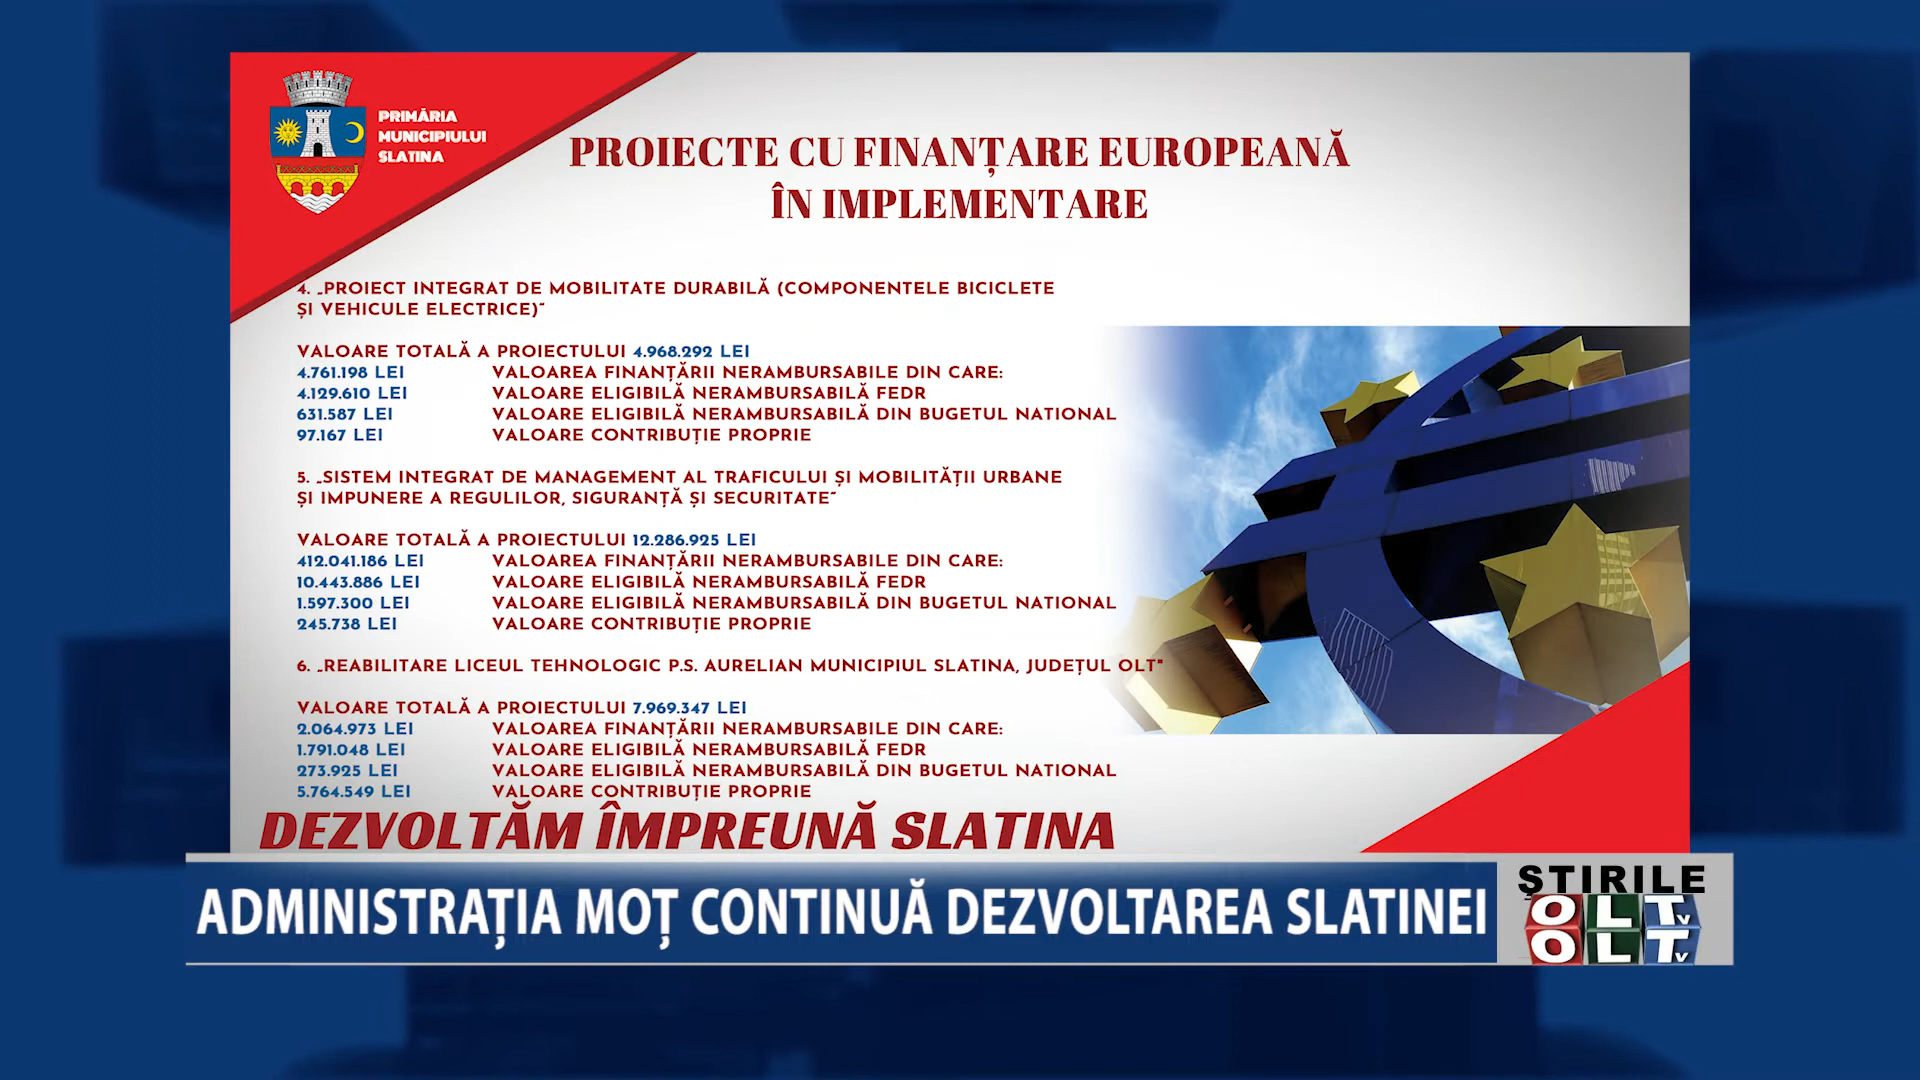 PRIMĂRIA
MUNICIPIULUI
SLATINA
PROIECTE CU FINANȚARE EUROPEANĂ
ÎN IMPLEMENTARE
4. „PROIECT INTEGRAT DE MOBILITATE DURABILĂ (COMPONENTELE BICICLETE
ȘI VEHICULE ELECTRICE)”
VALOARE TOTALĂ A PROIECTULUI 4.968.292 LEI
4.761.198 LEI VALOAREA FINANȚĂRII NERAMBURSABILE DIN CARE:
4.129.610 LEI VALOARE ELIGIBILĂ NERAMBURSABILĂ FEDR
631.587 LEI VALOARE ELIGIBILĂ NERAMBURSABILĂ DIN BUGETUL NATIONAL
97.167 LEI VALOARE CONTRIBUȚIE PROPRIE
5. „SISTEM INTEGRAT DE MANAGEMENT AL TRAFICULUI ȘI MOBILITĂȚII URBANE
ȘI IMPUNERE A REGULILOR, SIGURANȚĂ ȘI SECURITATE”
VALOARE TOTALĂ A PROIECTULUI 12.286.925 LEI
412.041.186 LEI VALOAREA FINANȚĂRII NERAMBURSABILE DIN CARE:
10.443.886 LEI VALOARE ELIGIBILĂ NERAMBURSABILĂ FEDR
1.597.300 LEI VALOARE ELIGIBILĂ NERAMBURSABILĂ DIN BUGETUL NATIONAL
245.738 LEI VALOARE CONTRIBUȚIE PROPRIE
6. „REABILITARE LICEUL TEHNOLOGIC P.S. AURELIAN MUNICIPIUL SLATINA, JUDEȚUL OLT"
VALOARE TOTALĂ A PROIECTULUI 7.969.347 LEI
2.064.973 LEI VALOAREA FINANȚĂRII NERAMBURSABILE DIN CARE:
1.791.048 LEI VALOARE ELIGIBILĂ NERAMBURSABILĂ FEDR
273.925 LEI VALOARE ELIGIBILĂ NERAMBURSABILĂ DIN BUGETUL NATIONAL
5.764.549 LEI VALOARE CONTRIBUȚIE PROPRIE
DEZVOLTĂM ÎMPREUNĂ SLATINA
ADMINISTRAȚIA MOȚ CONTINUĂ DEZVOLTAREA SLATINEI
ȘTIRILE
OLTv
OLTv